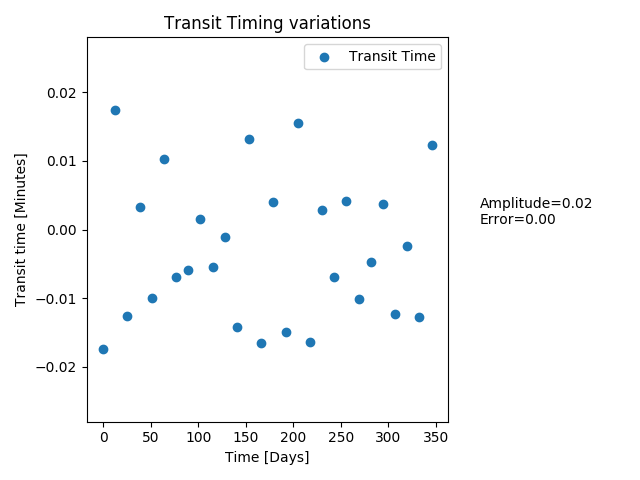 Transit Timing variations
Transit Time
0.02
0.01
0.00
−0.01
−0.02
Transit time [Minutes]
0 50 100 150 200 250 300 350
Time [Days]
Amplitude=0.02
Error=0.00